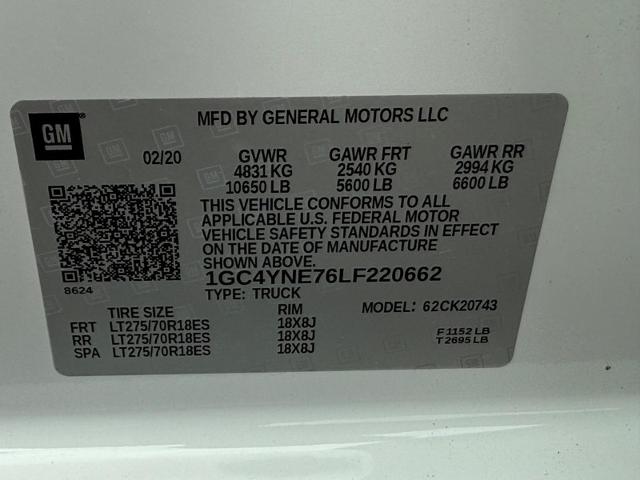 GM
MFD BY GENERAL MOTORS LLC
02/20 GVWR GAWR FRT GAWR RR
4831 KG 2540 KG 2994 KG
10650 LB 5600 LB 6600 LB
THIS VEHICLE CONFORMS TO ALL
APPLICABLE U.S. FEDERAL MOTOR
VEHICLE SAFETY STANDARDS IN EFFECT
ON THE DATE OF MANUFACTURE
SHOWN ABOVE.
8624
1GC4YNE76LF220662
TYPE: TRUCK MODEL: 62CK20743
TIRE SIZE RIM
FRT LT275/70R18ES 18X8J
RR LT275/70R18ES 18X8J
SPA LT275/70R18ES 18X8J
F1152 LB
T2695 LB